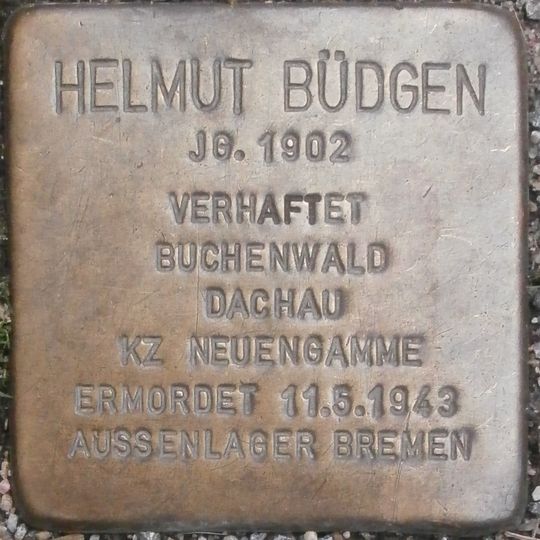 HELMUT BÜDGEN
JG. 1902
VERHAFTET
BUCHENWALD
DACHAU
KZ NEUENGAMME
ERMORDET 11.5.1943
AUSSENLAGER BREMEN